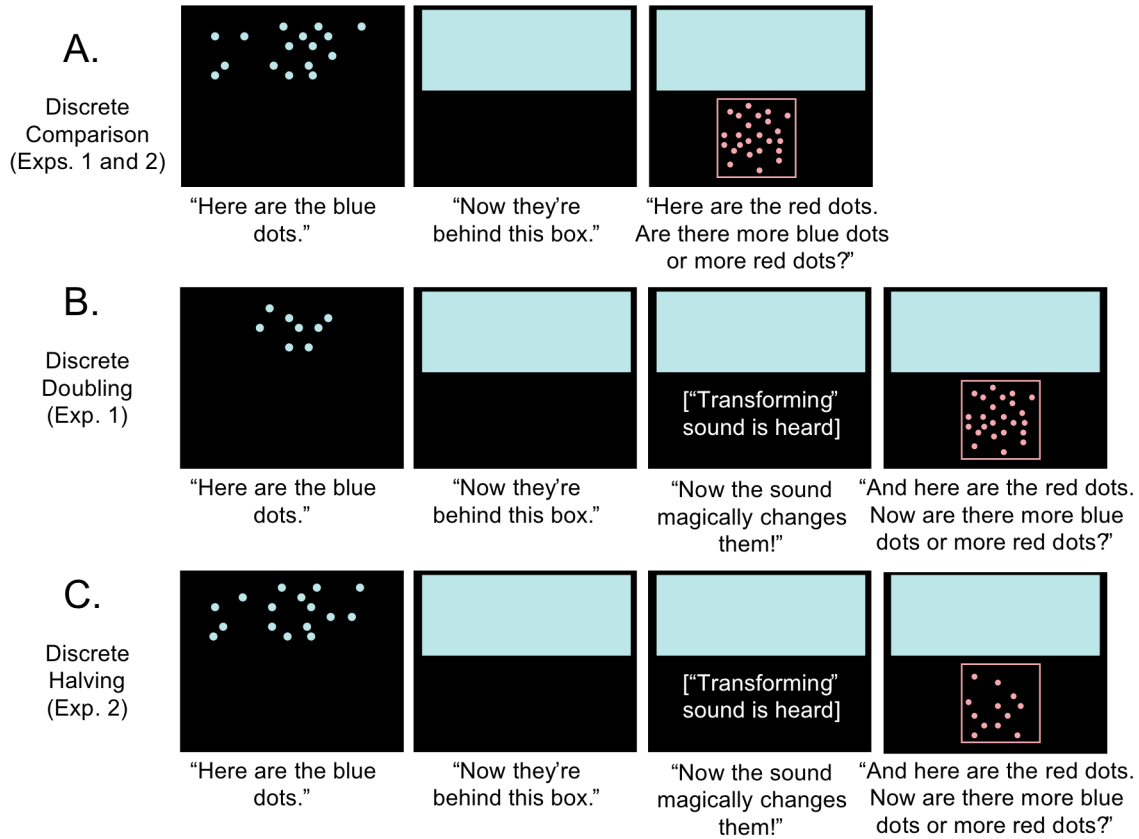 A.
Discrete
Comparison
(Exps. 1 and 2)
“Here are the blue
dots.”
“Now they’re
behind this box.”
“Here are the red dots.
Are there more blue dots
or more red dots?”
B.
Discrete
Doubling
(Exp. 1)
[“Transforming”
sound is heard]
“Here are the blue
dots.”
“Now they’re
behind this box.”
“Now the sound
magically changes
them!”
“And here are the red dots.
Now are there more blue
dots or more red dots?”
C.
Discrete
Halving
(Exp. 2)
[“Transforming”
sound is heard]
“Here are the blue
dots.”
“Now they’re
behind this box.”
“Now the sound
magically changes
them!”
“And here are the red dots.
Now are there more blue
dots or more red dots?”